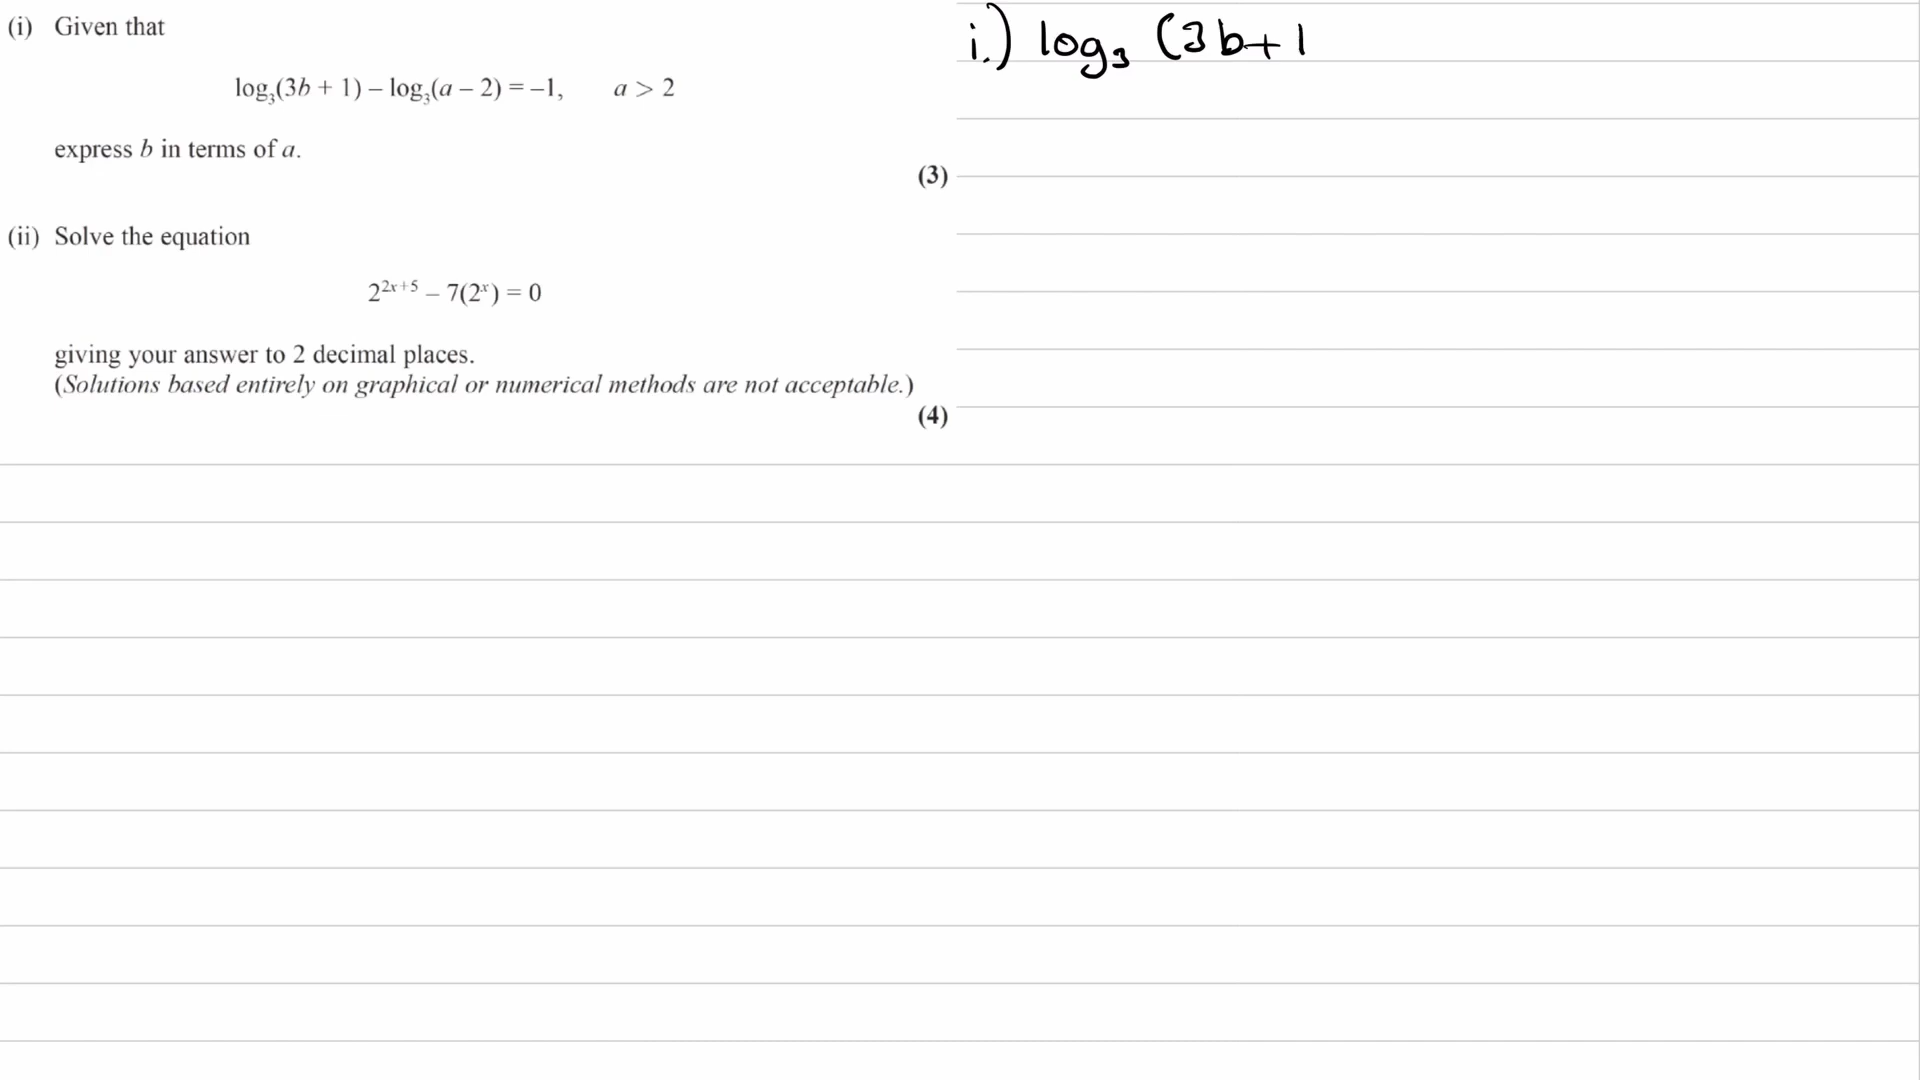 (i) Given that
log₃(3b + 1) – log₃(a – 2) = –1, a > 2
express b in terms of a.
(3)
(ii) Solve the equation
2²ˣ⁺⁵ – 7(2ˣ) = 0
giving your answer to 2 decimal places.
(Solutions based entirely on graphical or numerical methods are not acceptable.)
(4)
i.) log₃ (3b+1